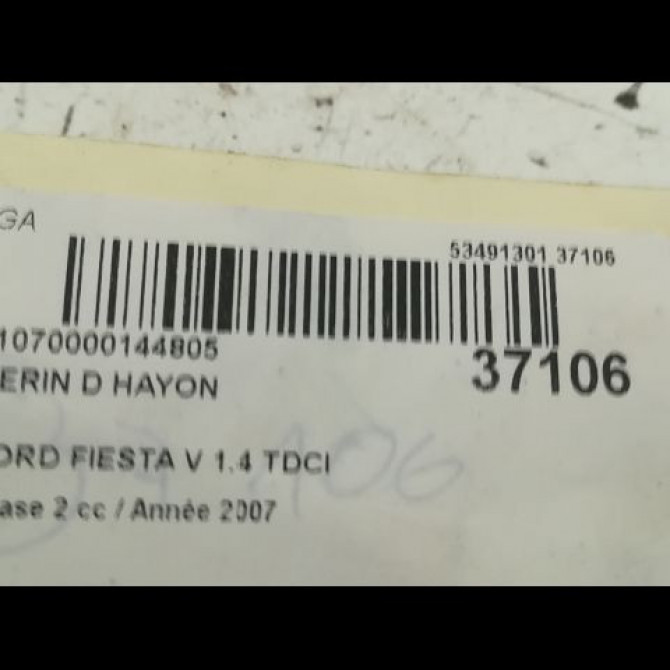 GA
53491301 37106
1070000144805
37106
ERIN D HAYON
ORD FIESTA V 1.4 TDCI
ase 2 cc / Année 2007